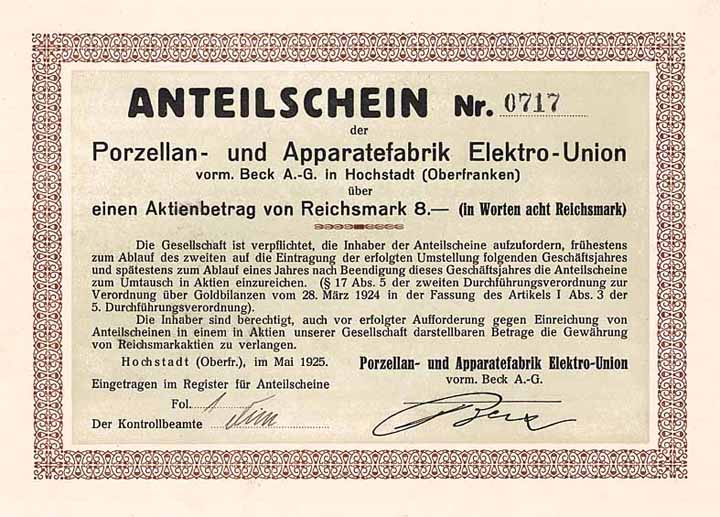 ANTEILSCHEIN Nr. 0717
der
Porzellan- und Apparatefabrik Elektro-Union
vorm. Beck A.-G. in Hochstadt (Oberfranken)
über
einen Aktienbetrag von Reichsmark 8.— (in Worten acht Reichsmark)
Die Gesellschaft ist verpflichtet, die Inhaber der Anteilscheine aufzufordern, frühestens
zum Ablauf des zweiten auf die Eintragung der erfolgten Umstellung folgenden Geschäftsjahres
und spätestens zum Ablauf eines Jahres nach Beendigung dieses Geschäftsjahres die Anteilscheine
zum Umtausch in Aktien einzureichen. (§ 17 Abs. 5 der zweiten Durchführungsverordnung zur
Verordnung über Goldbilanzen vom 28. März 1924 in der Fassung des Artikels I Abs. 3 der
5. Durchführungsverordnung).
Die Inhaber sind berechtigt, auch vor erfolgter Aufforderung gegen Einreichung von
Anteilscheinen in einem in Aktien unserer Gesellschaft darstellbaren Betrage die Gewährung
von Reichsmarkaktien zu verlangen.
Hochstadt (Oberfr.), im Mai 1925.
Porzellan- und Apparatefabrik Elektro-Union
vorm. Beck A.-G.
Eingetragen im Register für Anteilscheine
Fol. 1
Der Kontrollbeamte
Beck